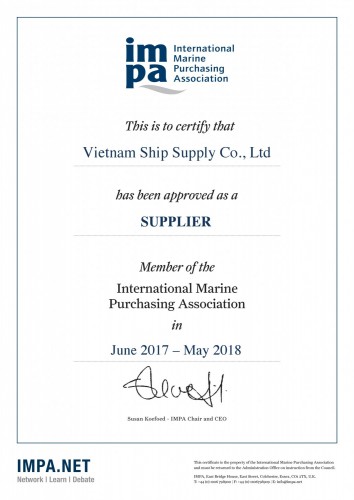 impa
International
Marine
Purchasing
Association
This is to certify that
Vietnam Ship Supply Co., Ltd
has been approved as a
SUPPLIER
Member of the
International Marine
Purchasing Association
in
June 2017 – May 2018
Susan Koefoed - IMPA Chair and CEO
IMPA.NET
Network | Learn | Debate
This certificate is the property of the International Marine Purchasing Association
and must be returned to the Administration Office on instruction from the Council.
IMPA, East Bridge House, East Street, Colchester, Essex, CO1 2TX, U.K.